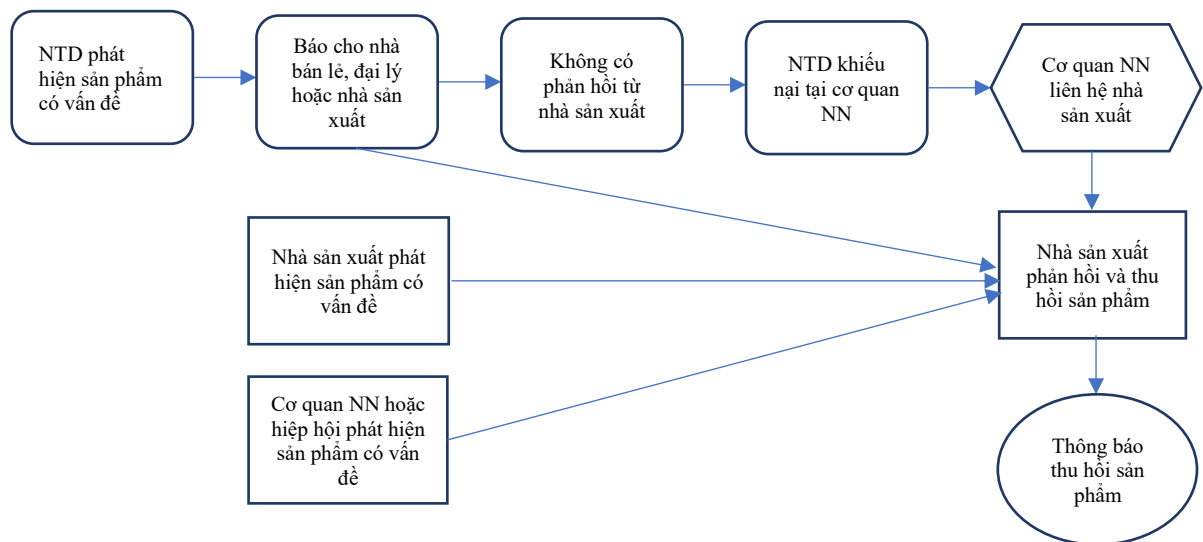 NTD phát
hiện sản phẩm
có vấn đề
Báo cho nhà
bán lẻ, đại lý
hoặc nhà sản
xuất
Không có
phản hồi từ
nhà sản xuất
NTD khiếu
nại tại cơ quan
NN
Cơ quan NN
liên hệ nhà
sản xuất
Nhà sản xuất phát
hiện sản phẩm có
vấn đề
Nhà sản xuất
phản hồi và thu
hồi sản phẩm
Cơ quan NN hoặc
hiệp hội phát hiện
sản phẩm có vấn
đề
Thông báo
thu hồi sản
phẩm